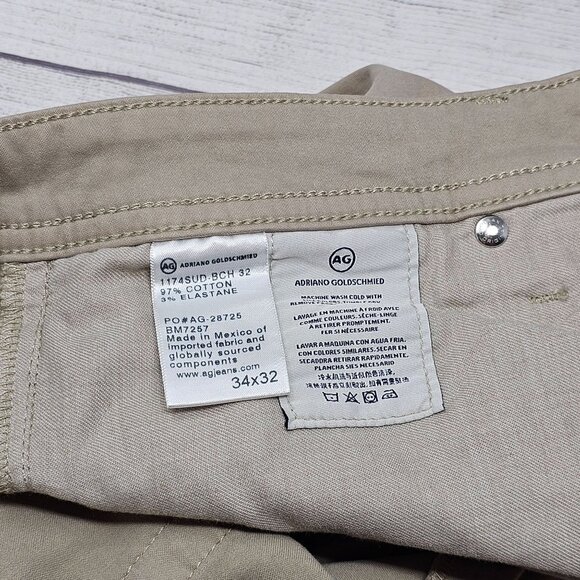 AG ADRIANO GOLDSCHMIED
1174SUD-BCH 32
97% COTTON
3% ELASTANE
PO#AG-28725
BM7257
Made in Mexico of
imported fabric and
globally sourced
components
www.agjeans.com
34x32
AG
ADRIANO GOLDSCHMIED
MACHINE WASH COLD WITH
LAVAGE EN MACHINE A FROID AVEC
COMME COULEURS. SÈCHE-LINGE
A RETIRER PROMPTEMENT.
FER SI NÉCESSAIRE.
LAVAR A MAQUINA CON AGUA FRIA.
CON COLORES SIMILARES. SECAR EN
SECADORA RETIRAR RAPIDAMENTE.
PLANCHA SIES NECESARIO